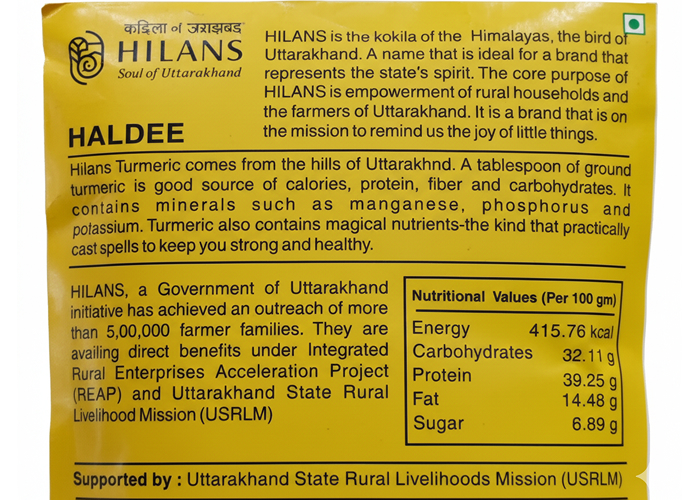 HILANS
Soul of Uttarakhand
HILANS is the kokila of the Himalayas, the bird of
Uttarakhand. A name that is ideal for a brand that
represents the state's spirit. The core purpose of
HILANS is empowerment of rural households and
the farmers of Uttarakhand. It is a brand that is on
the mission to remind us the joy of little things.
HALDEE
Hilans Turmeric comes from the hills of Uttarakhnd. A tablespoon of ground
turmeric is good source of calories, protein, fiber and carbohydrates. It
contains minerals such as manganese, phosphorus and
potassium. Turmeric also contains magical nutrients-the kind that practically
cast spells to keep you strong and healthy.
HILANS, a Government of Uttarakhand
initiative has achieved an outreach of more
than 5,00,000 farmer families. They are
availing direct benefits under Integrated
Rural Enterprises Acceleration Project
(REAP) and Uttarakhand State Rural
Livelihood Mission (USRLM)
Nutritional Values (Per 100 gm)
Energy 415.76 kcal
Carbohydrates 32.11 g
Protein 39.25 g
Fat 14.48 g
Sugar 6.89 g
Supported by : Uttarakhand State Rural Livelihoods Mission (USRLM)